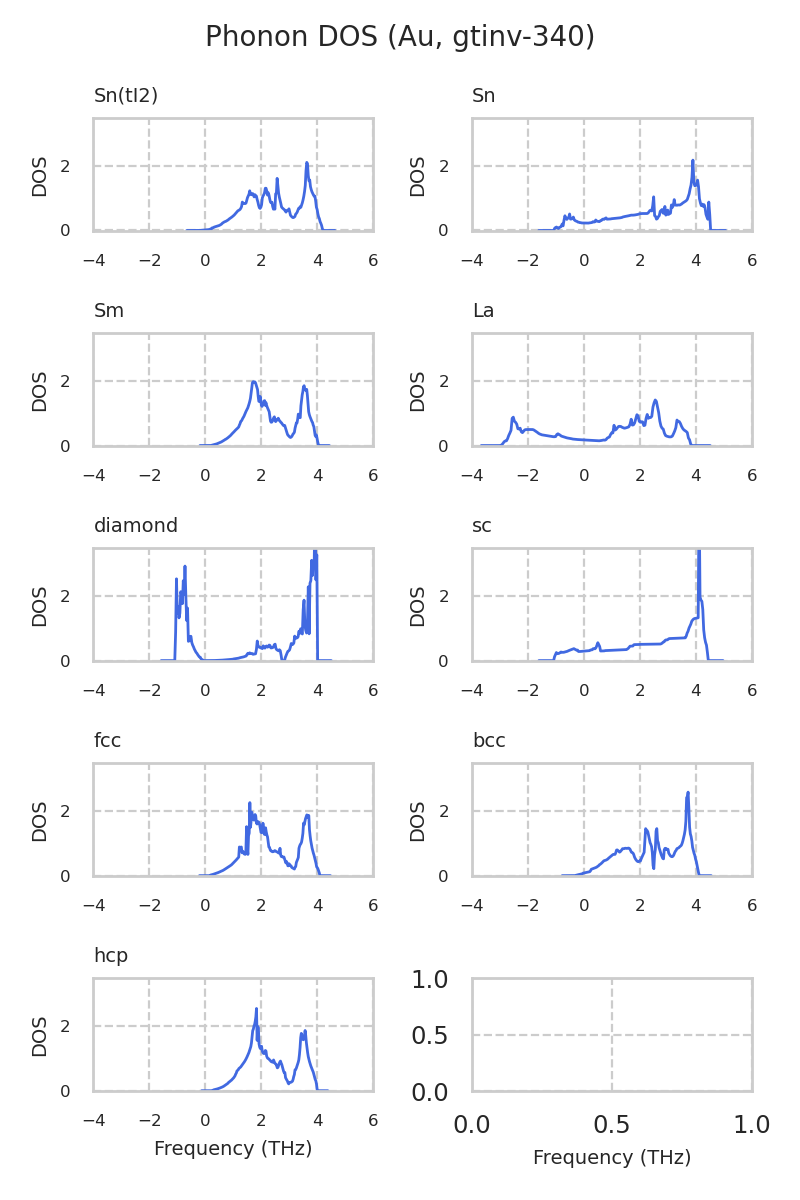 Phonon DOS (Au, gtinv-340)
Sn(tI2)
DOS
2
0
−4 −2 0 2 4 6
Sn
DOS
2
0
−4 −2 0 2 4 6
Sm
DOS
2
0
−4 −2 0 2 4 6
La
DOS
2
0
−4 −2 0 2 4 6
diamond
DOS
2
0
−4 −2 0 2 4 6
sc
DOS
2
0
−4 −2 0 2 4 6
fcc
DOS
2
0
−4 −2 0 2 4 6
bcc
DOS
2
0
−4 −2 0 2 4 6
hcp
DOS
2
0
−4 −2 0 2 4 6
Frequency (THz)
1.0
0.5
0.0
0.0 0.5 1.0
Frequency (THz)